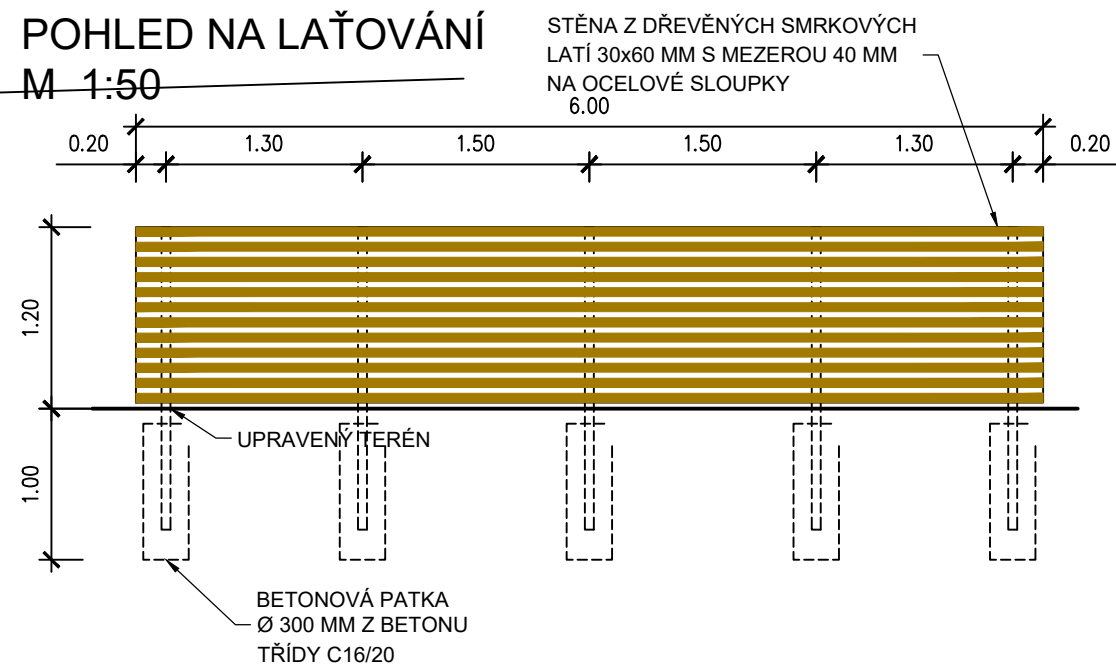 POHLED NA LAŤOVÁNÍ
M 1:50
STĚNA Z DŘEVĚNÝCH SMRKOVÝCH
LATÍ 30x60 MM S MEZEROU 40 MM
NA OCELOVÉ SLOUPKY
6.00
0.20 1.30 1.50 1.50 1.30 0.20
1.20
UPRAVENÝ TERÉN
1.00
BETONOVÁ PATKA
Ø 300 MM Z BETONU
TŘÍDY C16/20